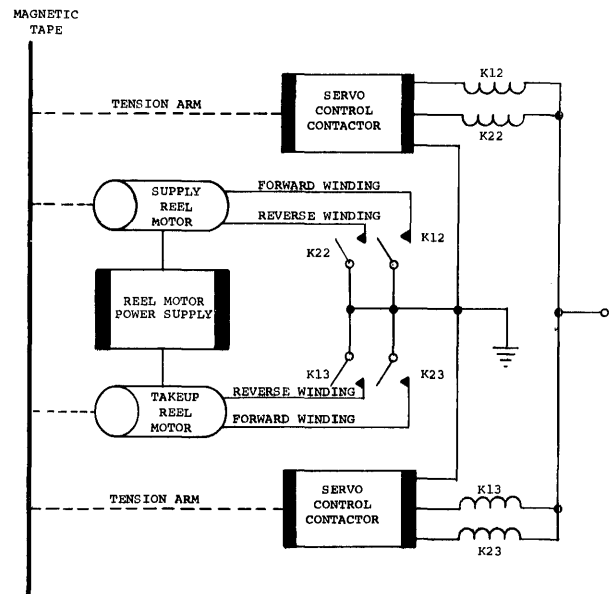 MAGNETIC
TAPE
K12
SERVO
CONTROL
CONTACTOR
TENSION ARM
K22
FORWARD WINDING
SUPPLY
REEL
MOTOR
REVERSE WINDING
K12
K22
REEL MOTOR
POWER SUPPLY
K13
K23
REVERSE WINDING
TAKEUP
REEL
MOTOR
FORWARD WINDING
SERVO
CONTROL
CONTACTOR
K13
TENSION ARM
K23